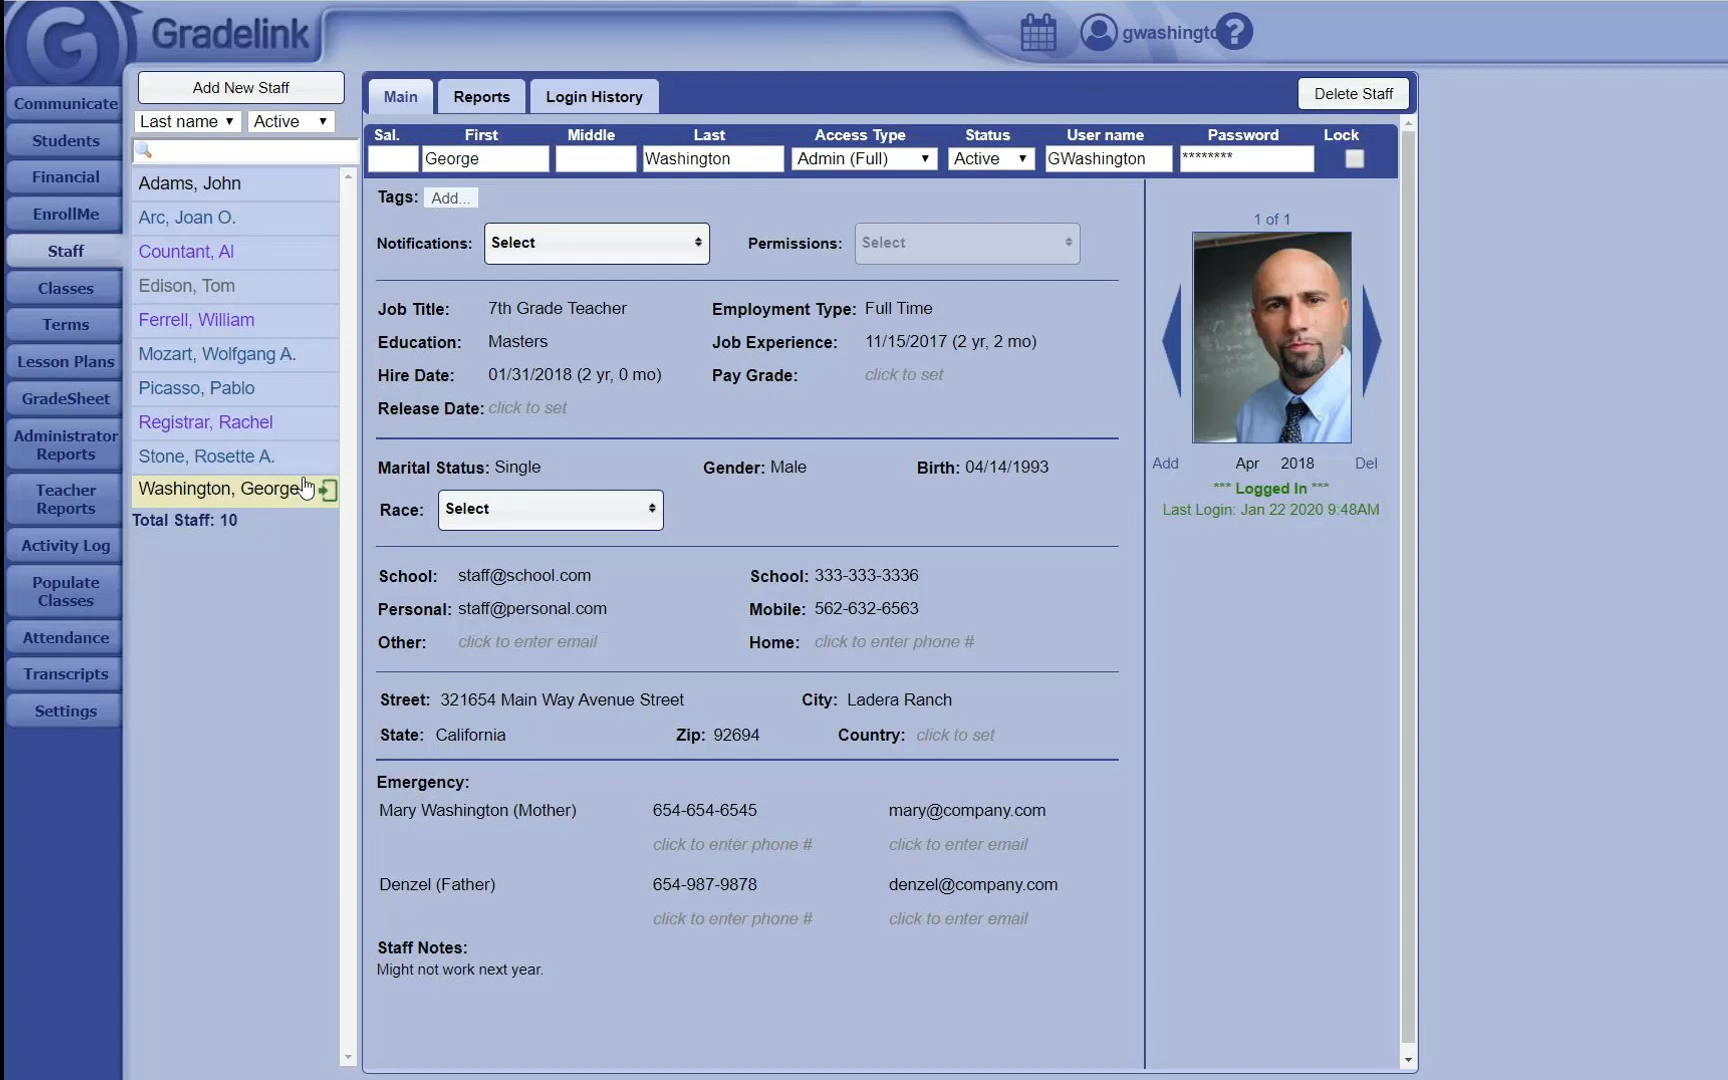 Gradelink
gwashingto
Communicate
Students
Financial
EnrollMe
Staff
Classes
Terms
Lesson Plans
GradeSheet
Administrator
Reports
Teacher
Reports
Activity Log
Populate
Classes
Attendance
Transcripts
Settings
Add New Staff
Last name Active
Adams, John
Arc, Joan O.
Countant, Al
Edison, Tom
Ferrell, William
Mozart, Wolfgang A.
Picasso, Pablo
Registrar, Rachel
Stone, Rosette A.
Washington, George
Total Staff: 10
Main Reports Login History Delete Staff
Sal. First Middle Last Access Type Status User name Password Lock
George Washington Admin (Full) Active GWashington ********
Tags: Add...
Notifications: Select Permissions: Select
Job Title: 7th Grade Teacher Employment Type: Full Time
Education: Masters Job Experience: 11/15/2017 (2 yr, 2 mo)
Hire Date: 01/31/2018 (2 yr, 0 mo) Pay Grade: click to set
Release Date: click to set
Marital Status: Single Gender: Male Birth: 04/14/1993
Race: Select
School: staff@school.com School: 333-333-3336
Personal: staff@personal.com Mobile: 562-632-6563
Other: click to enter email Home: click to enter phone #
Street: 321654 Main Way Avenue Street City: Ladera Ranch
State: California Zip: 92694 Country: click to set
Emergency:
Mary Washington (Mother) 654-654-6545 mary@company.com
click to enter phone # click to enter email
Denzel (Father) 654-987-9878 denzel@company.com
click to enter phone # click to enter email
Staff Notes:
Might not work next year.
1 of 1
Add Apr 2018 Del
*** Logged In ***
Last Login: Jan 22 2020 9:48AM